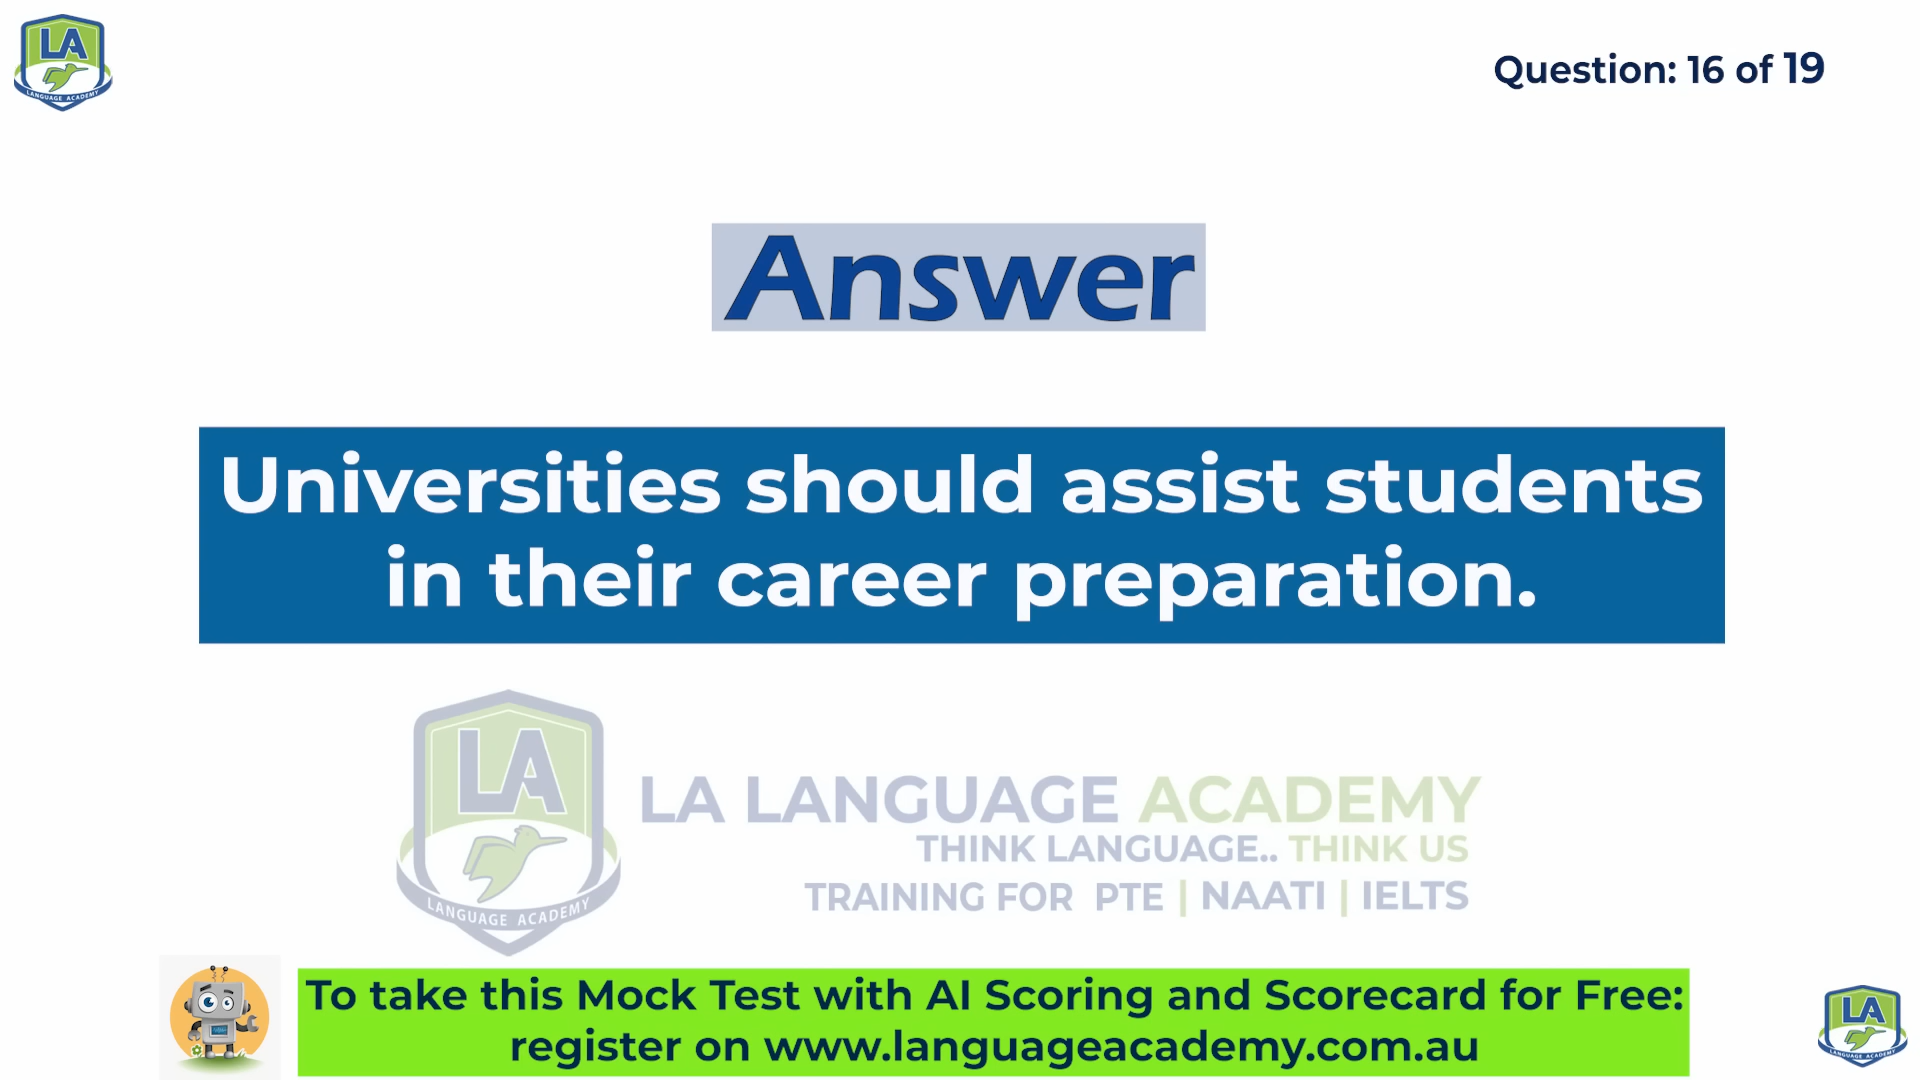 LA
LANGUAGE ACADEMY
Question: 16 of 19
Answer
Universities should assist students
in their career preparation.
LA
LANGUAGE ACADEMY
LA LANGUAGE ACADEMY
THINK LANGUAGE.. THINK US
TRAINING FOR PTE | NAATI | IELTS
To take this Mock Test with AI Scoring and Scorecard for Free:
register on www.languageacademy.com.au
LA
LANGUAGE ACADEMY